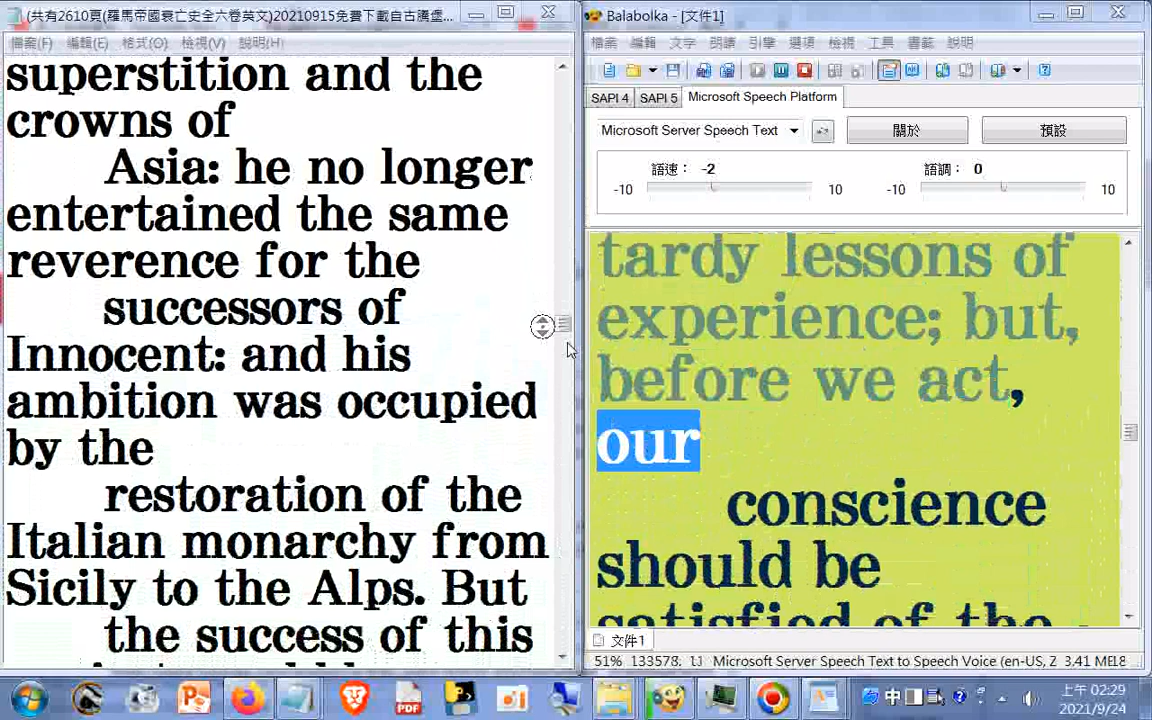 (共有2610頁(羅馬帝國衰亡史全六卷英文)20210915免費下載自古騰堡...
檔案(F) 編輯(E) 格式(O) 檢視(V) 說明(H)
superstition and the
crowns of
Asia: he no longer
entertained the same
reverence for the
successors of
Innocent: and his
ambition was occupied
by the
restoration of the
Italian monarchy from
Sicily to the Alps. But
the success of this
Balabolka - [文件1]
檔案 編輯 文字 朗讀 引擎 選項 檢視 工具 書籤 說明
SAPI 4 SAPI 5 Microsoft Speech Platform
Microsoft Server Speech Text 關於 預設
語速： -2 語調： 0
-10 10 -10 10
tardy lessons of
experience; but,
before we act,
our
conscience
should be
satisfied of the
文件1
51% Microsoft Server Speech Text to Speech Voice (en-US, Z
中
上午 02:29
2021/9/24